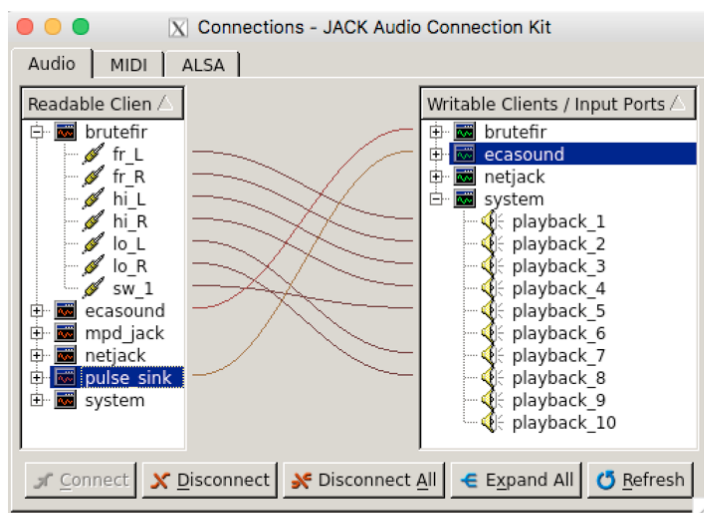 Connections - JACK Audio Connection Kit
Audio
MIDI
ALSA
Readable Clien
brutefir
fr_L
fr_R
hi_L
hi_R
lo_L
lo_R
sw_1
ecasound
mpd_jack
netjack
pulse_sink
system
Writable Clients / Input Ports
brutefir
ecasound
netjack
system
playback_1
playback_2
playback_3
playback_4
playback_5
playback_6
playback_7
playback_8
playback_9
playback_10
Connect
Disconnect
Disconnect All
Expand All
Refresh